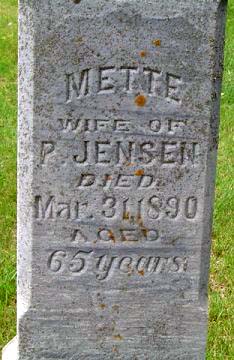 METTE
WIFE OF
P. JENSEN
DIED
Mar. 31, 1890
AGED
65 years.